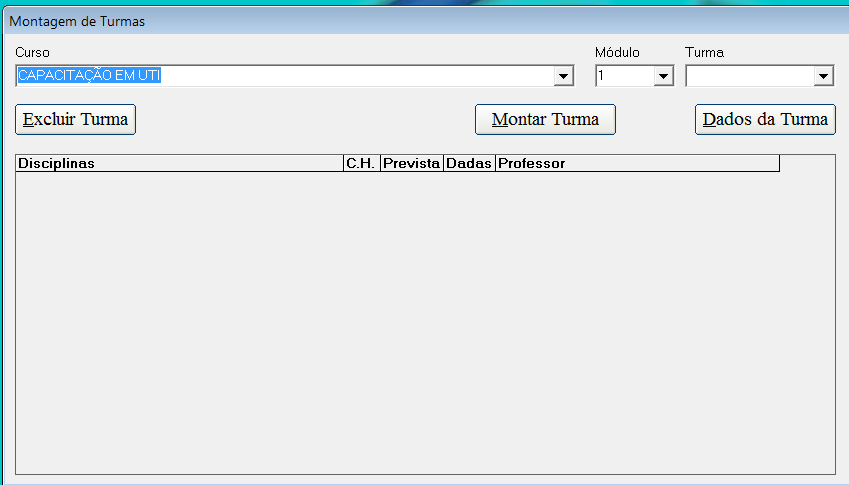 Montagem de Turmas
Curso Módulo Turma
CAPACITAÇÃO EM UTI 1
Excluir Turma Montar Turma Dados da Turma
Disciplinas C.H. Prevista Dadas Professor